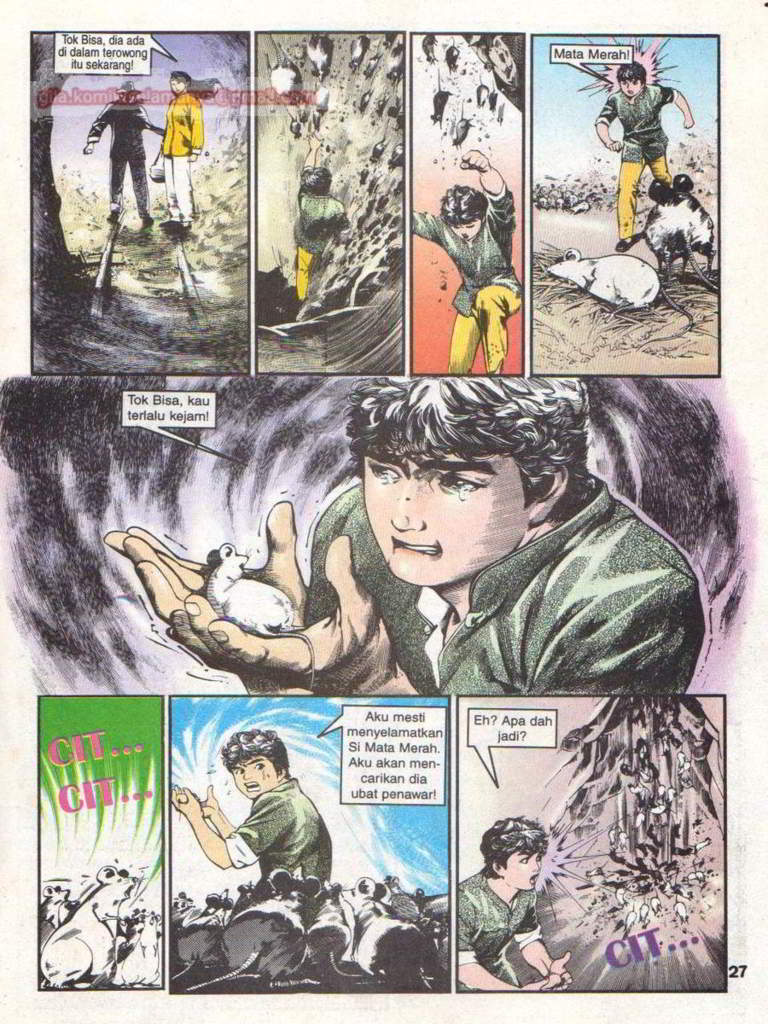 Tok Bisa, dia ada
di dalam terowong
itu sekarang!
Mata Merah!
Tok Bisa, kau
terlalu kejam!
CIT...
CIT...
Aku mesti
menyelamatkan
Si Mata Merah.
Aku akan men-
carikan dia
ubat penawar!
Eh? Apa dah
jadi?
CIT...
27